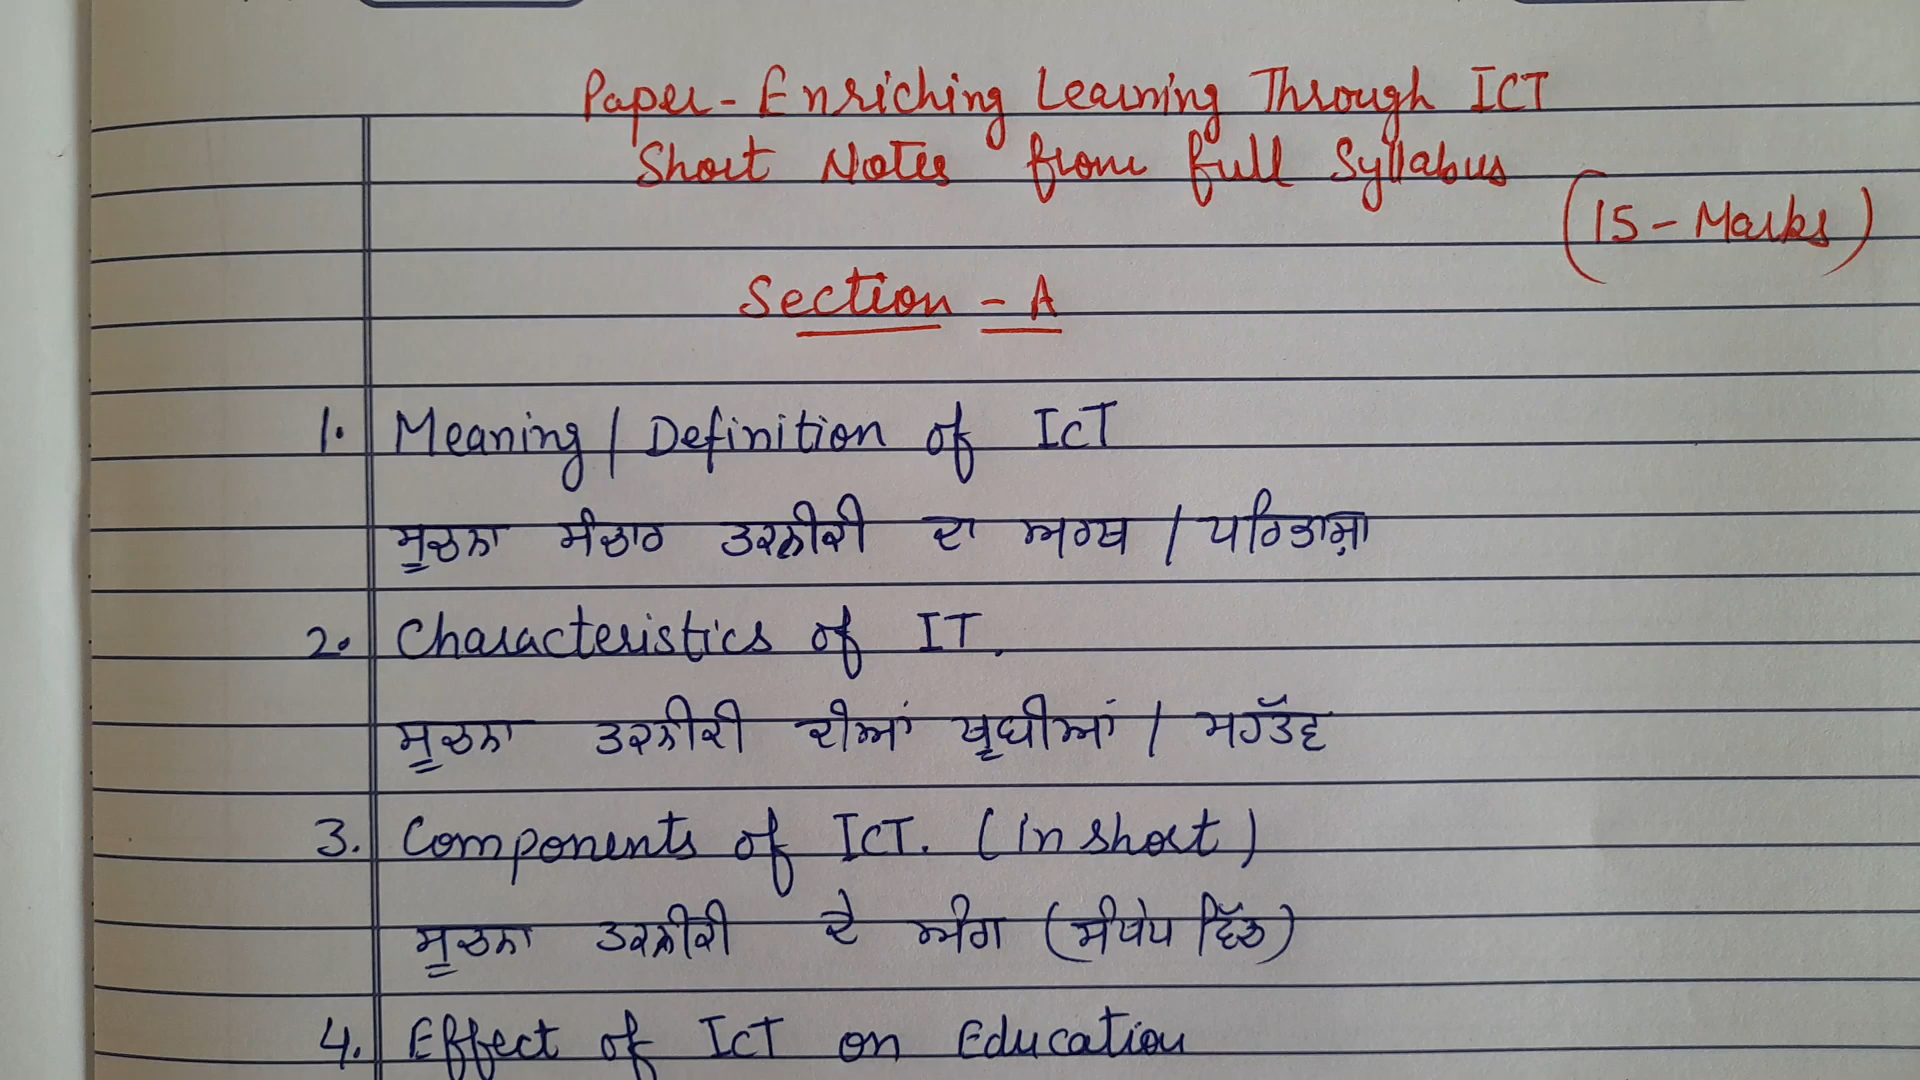 Paper - Enriching Learning Through ICT
Short Notes from full Syllabus
(15 - Marks)
Section - A
1. Meaning / Definition of ICT
ਸੂਚਨਾ ਸੰਚਾਰ ਤਕਨੀਕੀ ਦਾ ਅਰਥ / ਪਰਿਭਾਸ਼ਾ
2. Characteristics of IT.
ਸੂਚਨਾ ਤਕਨੀਕੀ ਦੀਆਂ ਖੂਬੀਆਂ / ਮਹੱਤਵ
3. Components of ICT. (in short)
ਸੂਚਨਾ ਤਕਨੀਕੀ ਦੇ ਅੰਗ (ਸੰਖੇਪ ਵਿੱਚ)
4. Effect of ICT on Education